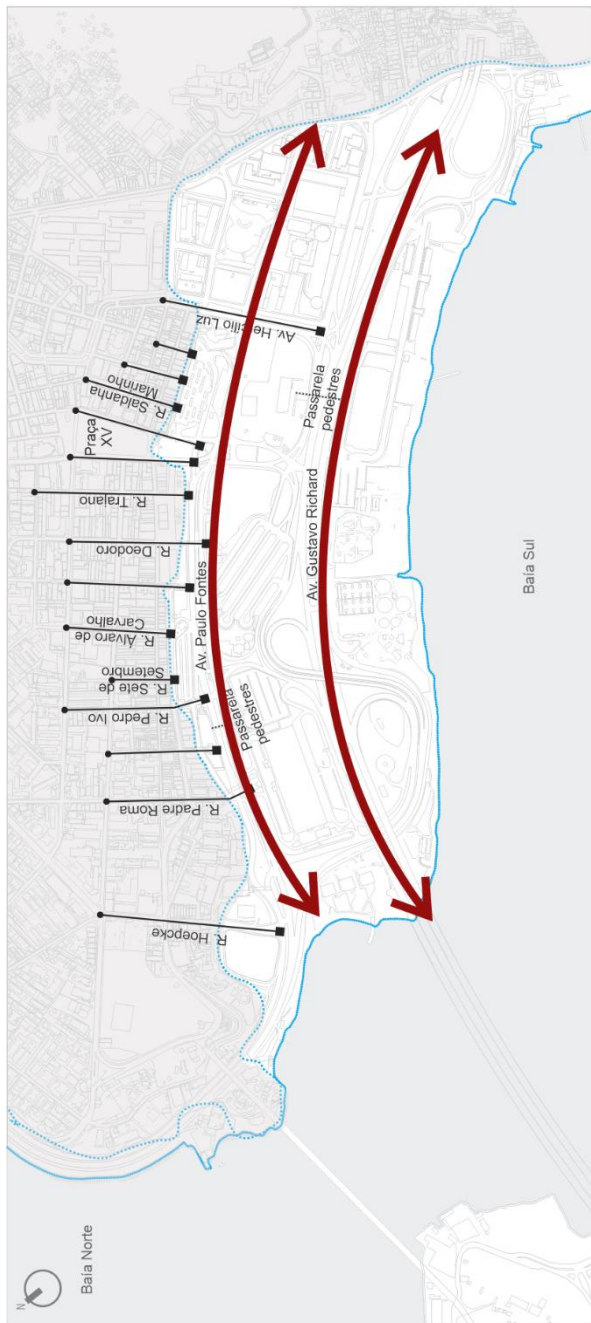 N
Baía Norte
R. Hoepcke
R. Padre Roma
Passarela
pedestres
R. Pedro Ivo
R. Sete de
Setembro
R. Álvaro de
Carvalho
Av. Paulo Fontes
R. Deodoro
R. Trajano
Praça
XV
R. Saldanha
Marinho
Av. Hercílio Luz
Passarela
pedestres
Av. Gustavo Richard
Baía Sul